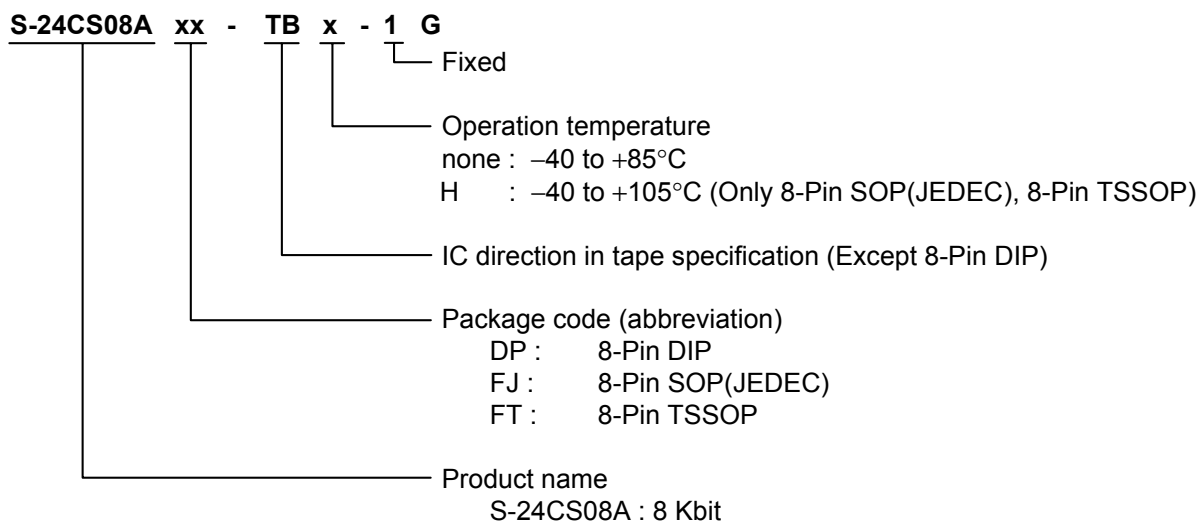 S-24CS08A xx - TB x - 1 G
Fixed
Operation temperature
none : −40 to +85°C
H : −40 to +105°C (Only 8-Pin SOP(JEDEC), 8-Pin TSSOP)
IC direction in tape specification (Except 8-Pin DIP)
Package code (abbreviation)
DP : 8-Pin DIP
FJ : 8-Pin SOP(JEDEC)
FT : 8-Pin TSSOP
Product name
S-24CS08A : 8 Kbit